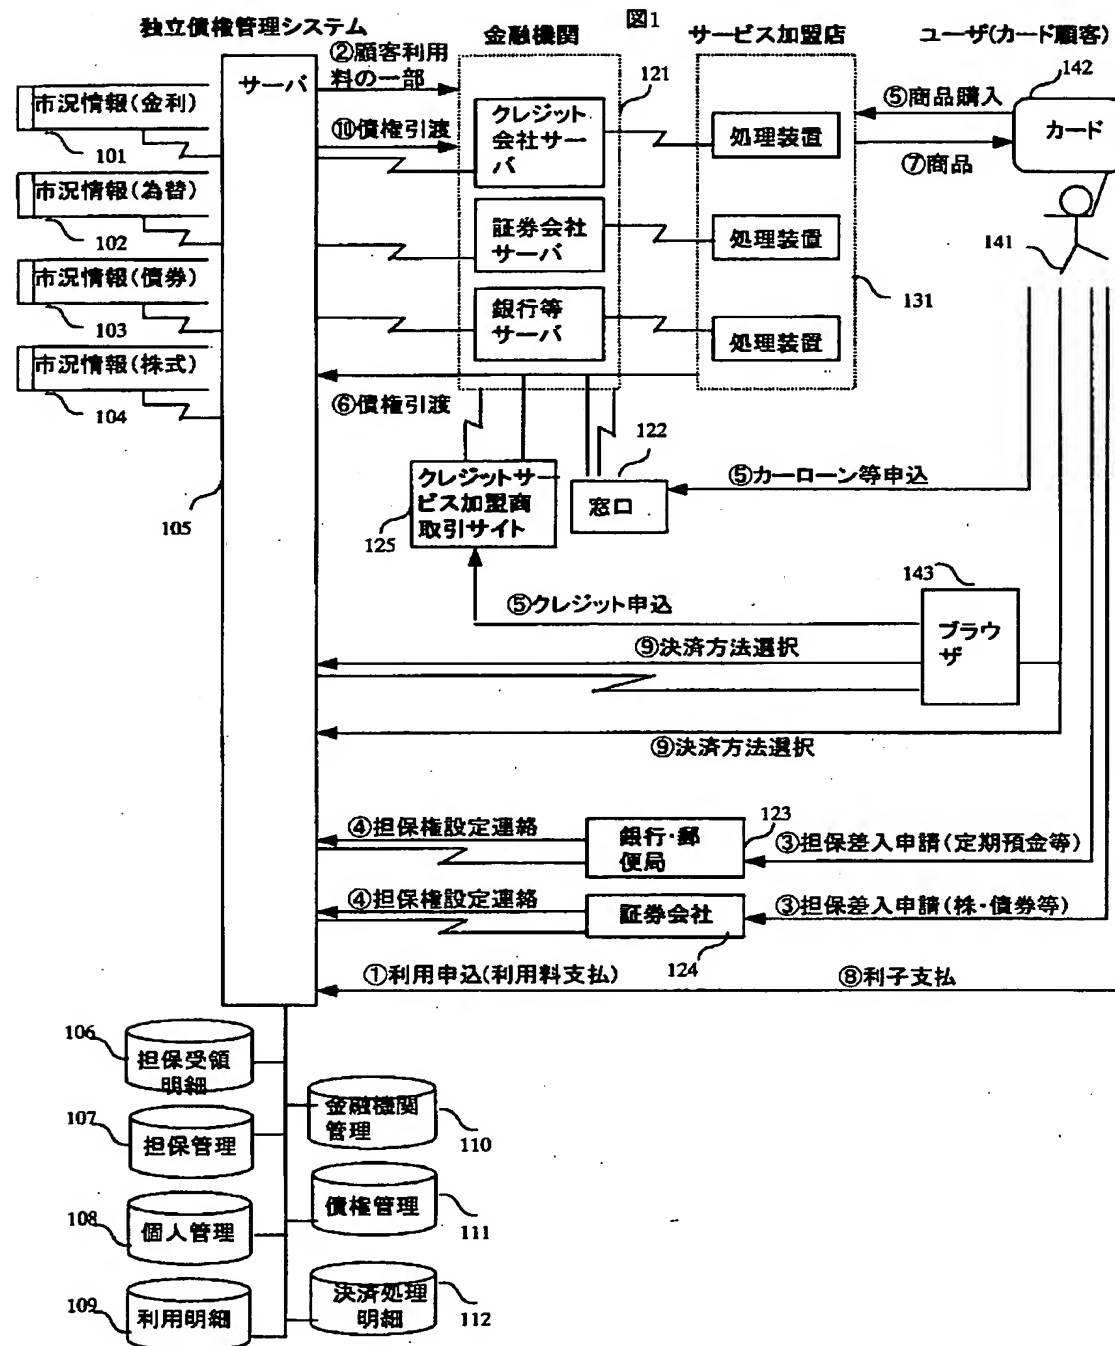 図1
独立債権管理システム
金融機関
サービス加盟店
ユーザ(カード顧客)
サーバ
②顧客利用
料の一部
121
142
⑤商品購入
市況情報(金利)
101
⑩債権引渡
クレジット
会社サー
バ
処理装置
カード
⑦商品
市況情報(為替)
102
証券会社
サーバ
処理装置
141
市況情報(債券)
103
銀行等
サーバ
処理装置
131
市況情報(株式)
104
⑥債権引渡
122
105
クレジットサー
ビス加盟商
取引サイト
125
窓口
⑤カーローン等申込
143
⑤クレジット申込
ブラウ
ザ
⑨決済方法選択
⑨決済方法選択
④担保権設定連絡
銀行・郵
便局
123
③担保差入申請(定期預金等)
④担保権設定連絡
証券会社
124
③担保差入申請(株・債券等)
①利用申込(利用料支払)
⑧利子支払
106
担保受領
明細
金融機関
管理
110
107
担保管理
債権管理
111
108
個人管理
決済処理
明細
112
109
利用明細